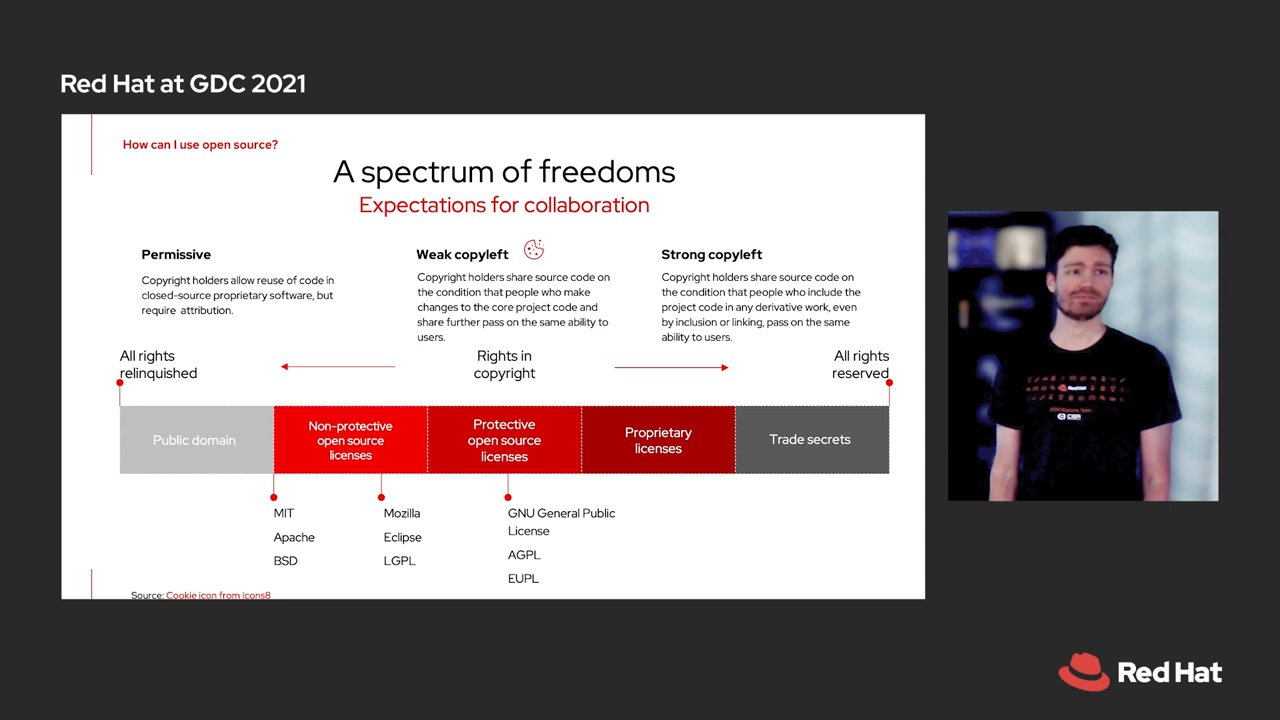 Red Hat at GDC 2021
How can I use open source?
A spectrum of freedoms
Expectations for collaboration
Permissive
Copyright holders allow reuse of code in
closed-source proprietary software, but
require attribution.
Weak copyleft
Copyright holders share source code on
the condition that people who make
changes to the core project code and
share further pass on the same ability to
users.
Strong copyleft
Copyright holders share source code on
the condition that people who include the
project code in any derivative work, even
by inclusion or linking, pass on the same
ability to users.
All rights
relinquished
Rights in
copyright
All rights
reserved
Public domain
Non-protective
open source
licenses
Protective
open source
licenses
Proprietary
licenses
Trade secrets
MIT
Apache
BSD
Mozilla
Eclipse
LGPL
GNU General Public
License
AGPL
EUPL
Source: Cookie icon from Icons8
Red Hat